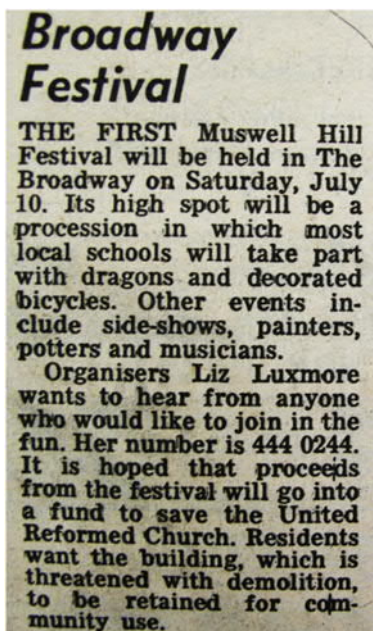 Broadway
Festival
THE FIRST Muswell Hill
Festival will be held in The
Broadway on Saturday, July
10. Its high spot will be a
procession in which most
local schools will take part
with dragons and decorated
bicycles. Other events in-
clude side-shows, painters,
potters and musicians.
Organisers Liz Luxmore
wants to hear from anyone
who would like to join in the
fun. Her number is 444 0244.
It is hoped that proceeds
from the festival will go into
a fund to save the United
Reformed Church. Residents
want the building, which is
threatened with demolition,
to be retained for com-
munity use.